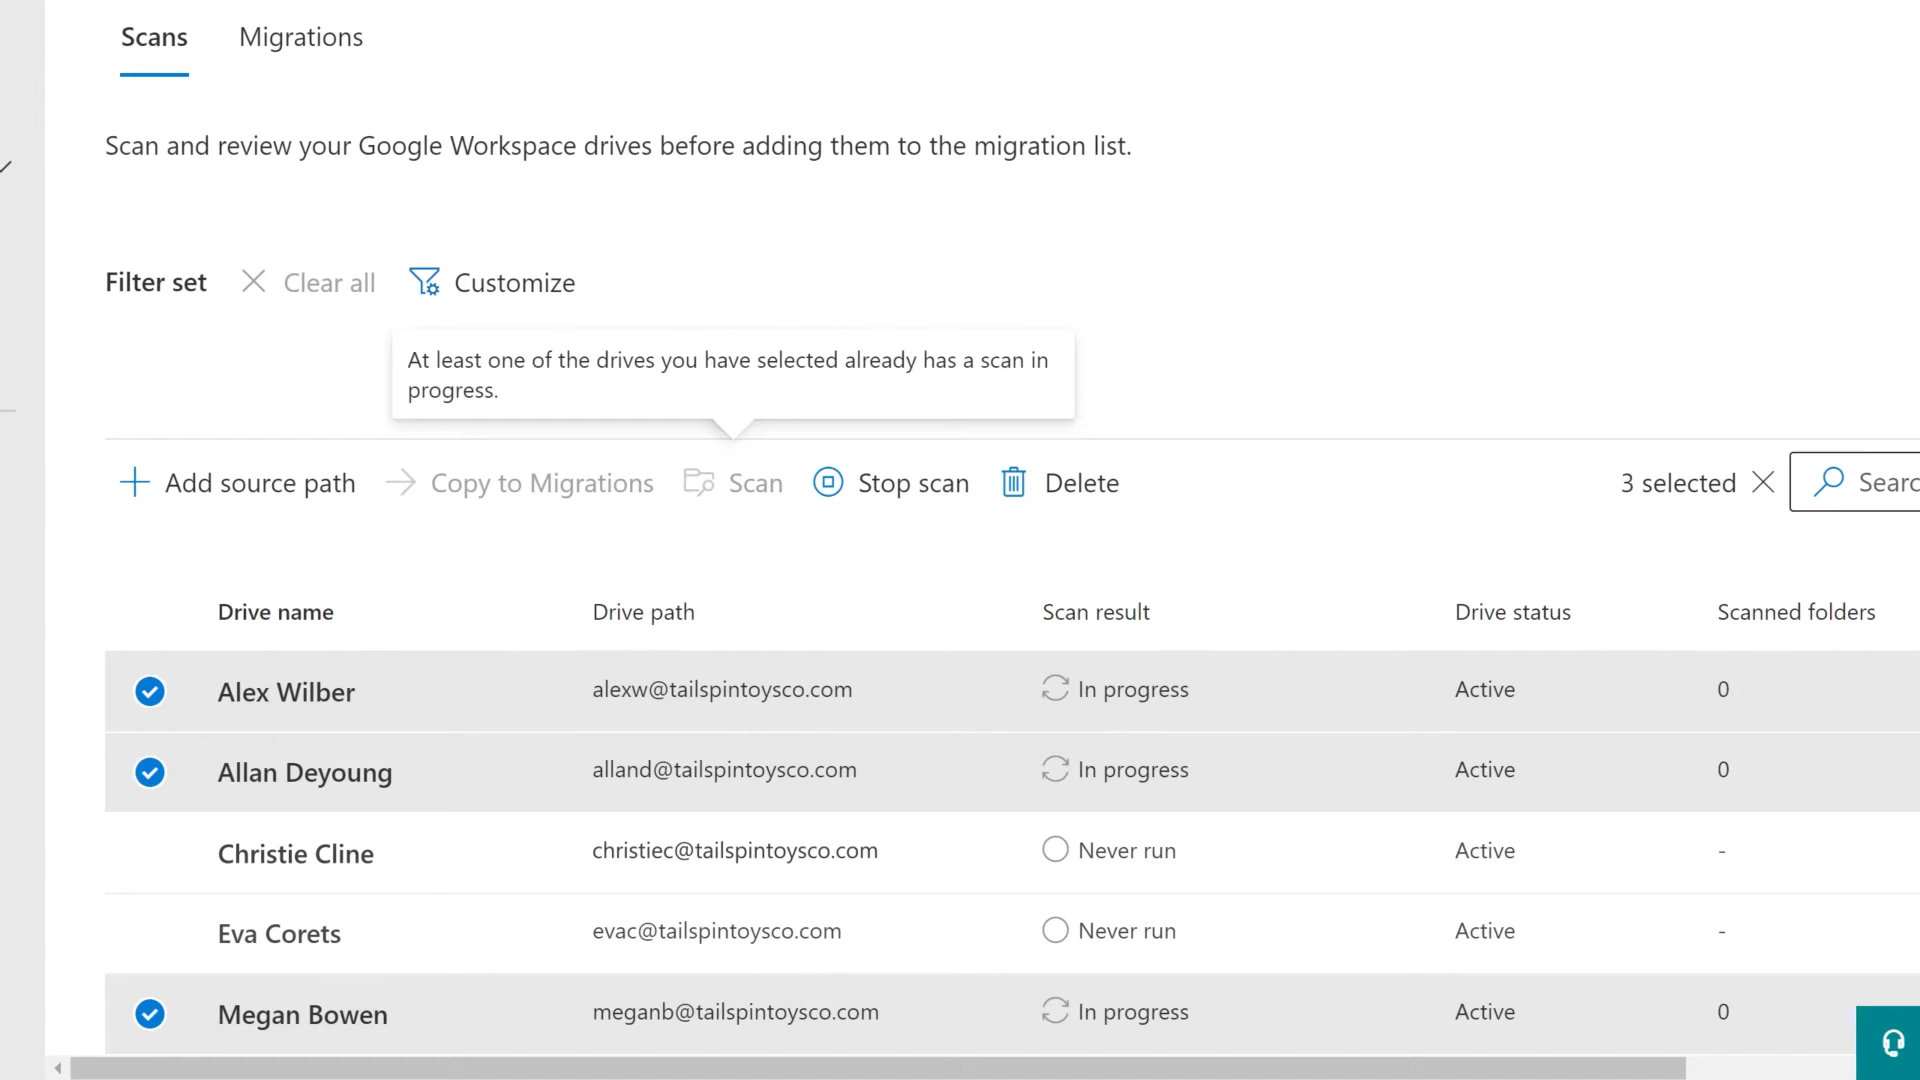 Scans Migrations
Scan and review your Google Workspace drives before adding them to the migration list.
Filter set Clear all Customize
At least one of the drives you have selected already has a scan in
progress.
Add source path Copy to Migrations Scan Stop scan Delete 3 selected Searc
Drive name Drive path Scan result Drive status Scanned folders
Alex Wilber alexw@tailspintoysco.com In progress Active 0
Allan Deyoung alland@tailspintoysco.com In progress Active 0
Christie Cline christiec@tailspintoysco.com Never run Active -
Eva Corets evac@tailspintoysco.com Never run Active -
Megan Bowen meganb@tailspintoysco.com In progress Active 0